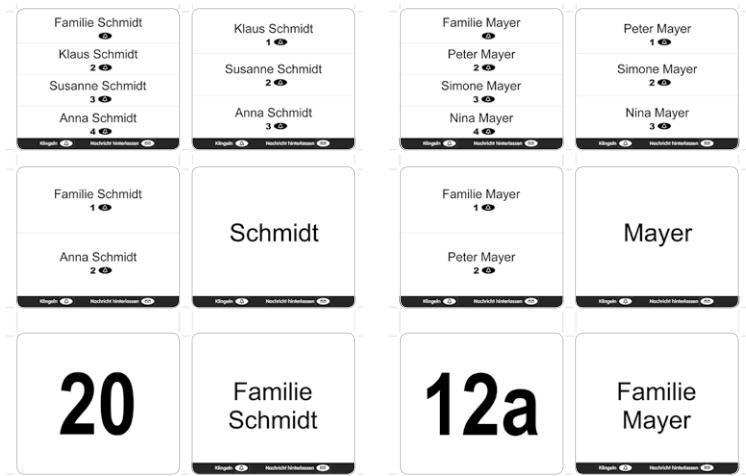 Familie Schmidt
Klaus Schmidt
2
Susanne Schmidt
3
Anna Schmidt
4
Klingeln Nachricht hinterlassen
Klaus Schmidt
1
Susanne Schmidt
2
Anna Schmidt
3
Klingeln Nachricht hinterlassen
Familie Mayer
Peter Mayer
2
Simone Mayer
3
Nina Mayer
4
Klingeln Nachricht hinterlassen
Peter Mayer
1
Simone Mayer
2
Nina Mayer
3
Klingeln Nachricht hinterlassen
Familie Schmidt
1
Anna Schmidt
2
Klingeln Nachricht hinterlassen
Schmidt
Klingeln Nachricht hinterlassen
Familie Mayer
1
Peter Mayer
2
Klingeln Nachricht hinterlassen
Mayer
Klingeln Nachricht hinterlassen
20
Familie
Schmidt
Klingeln Nachricht hinterlassen
12a
Familie
Mayer
Klingeln Nachricht hinterlassen